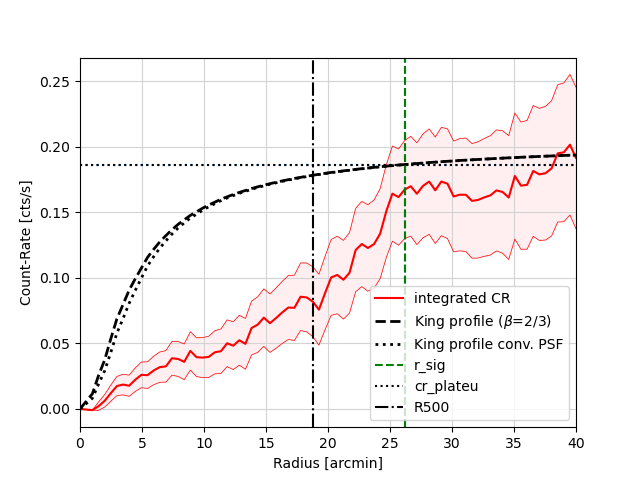 0.25
0.20
0.15
0.10
0.05
0.00
Count-Rate [cts/s]
integrated CR
King profile (β=2/3)
King profile conv. PSF
r_sig
cr_plateu
R500
0 5 10 15 20 25 30 35 40
Radius [arcmin]